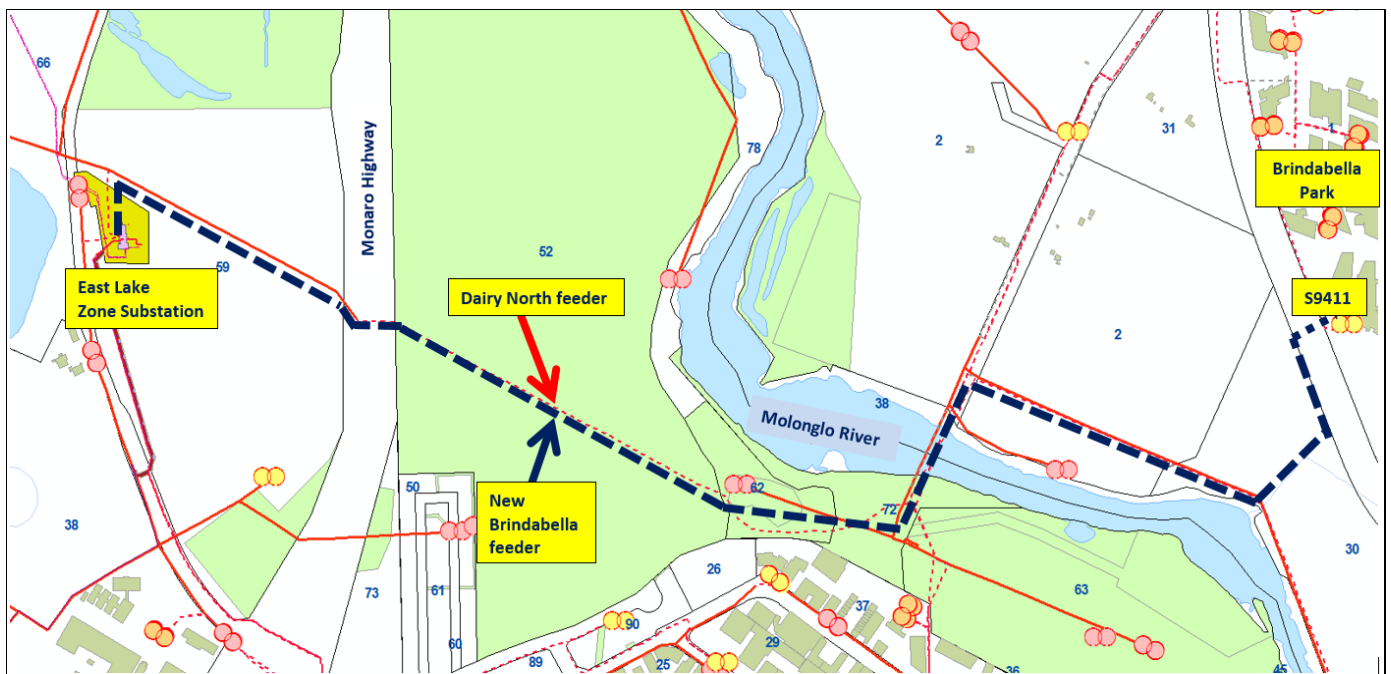 66
78
2
31
1
Brindabella
Park
Monaro Highway
52
59
East Lake
Zone Substation
Dairy North feeder
S9411
2
38
Molonglo River
50
62
72
New
Brindabella
feeder
38
30
26
73
61
63
37
60
90
29
89
25
36
45